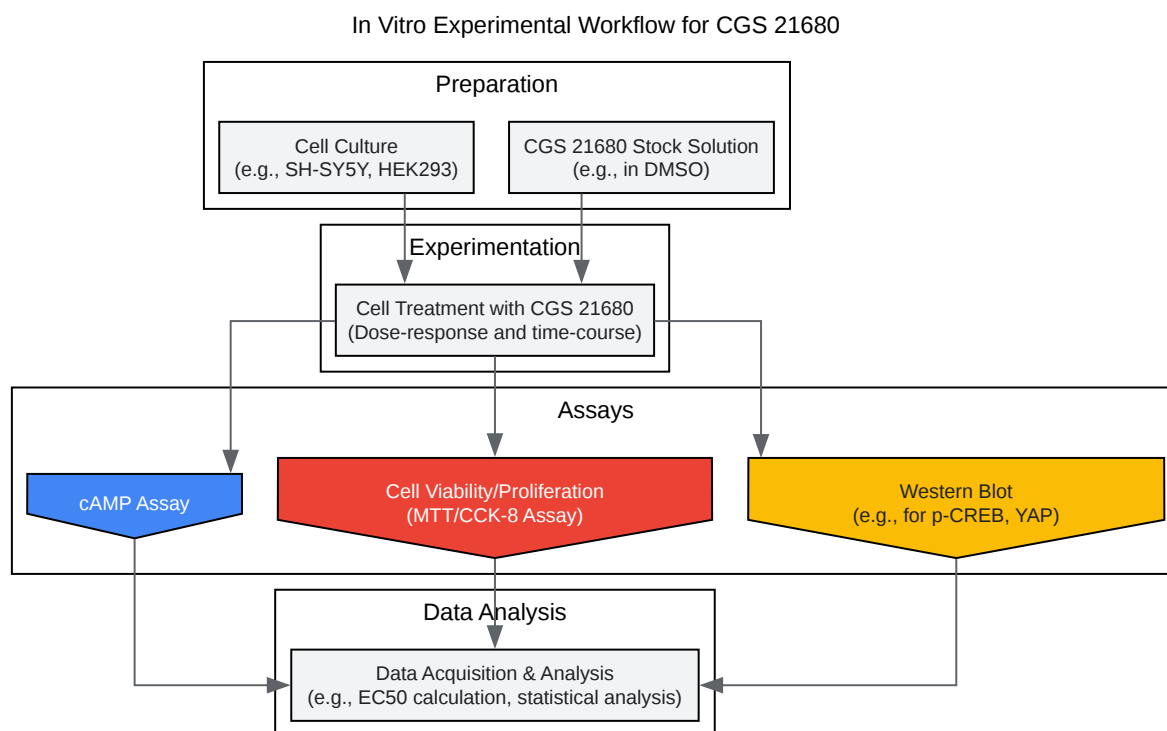 In Vitro Experimental Workflow for CGS 21680
Preparation
Cell Culture
(e.g., SH-SY5Y, HEK293)
CGS 21680 Stock Solution
(e.g., in DMSO)
Experimentation
Cell Treatment with CGS 21680
(Dose-response and time-course)
Assays
cAMP Assay
Cell Viability/Proliferation
(MTT/CCK-8 Assay)
Western Blot
(e.g., for p-CREB, YAP)
Data Analysis
Data Acquisition & Analysis
(e.g., EC50 calculation, statistical analysis)